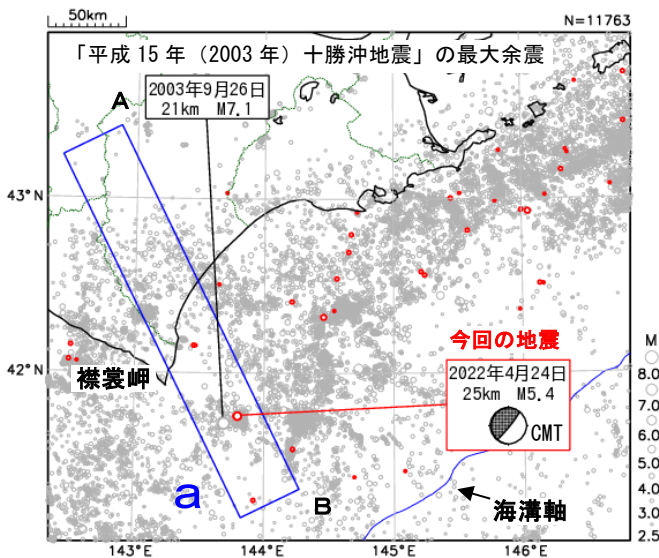 50km
N=11763
「平成 15 年（2003 年）十勝沖地震」の最大余震
A
2003年9月26日
21km M7.1
43°N
今回の地震
42°N
襟裳岬
2022年4月24日
25km M5.4
CMT
M
8.0
7.0
6.0
5.0
4.0
3.0
2.5
a
B
海溝軸
143°E
144°E
145°E
146°E